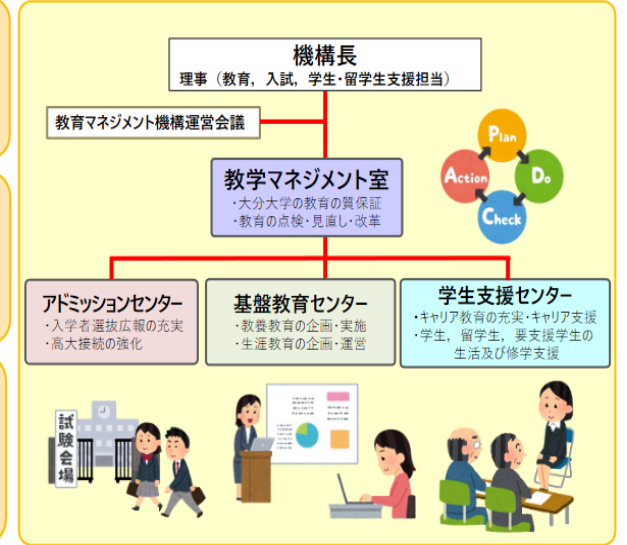 機構長
理事（教育，入試，学生・留学生支援担当）
教育マネジメント機構運営会議
教学マネジメント室
・大分大学の教育の質保証
・教育の点検・見直し・改革
Plan
Do
Check
Action
アドミッションセンター
・入学者選抜広報の充実
・高大接続の強化
基盤教育センター
・教養教育の企画・実施
・生涯教育の企画・運営
学生支援センター
・キャリア教育の充実・キャリア支援
・学生，留学生，要支援学生の
生活及び修学支援
試験会場